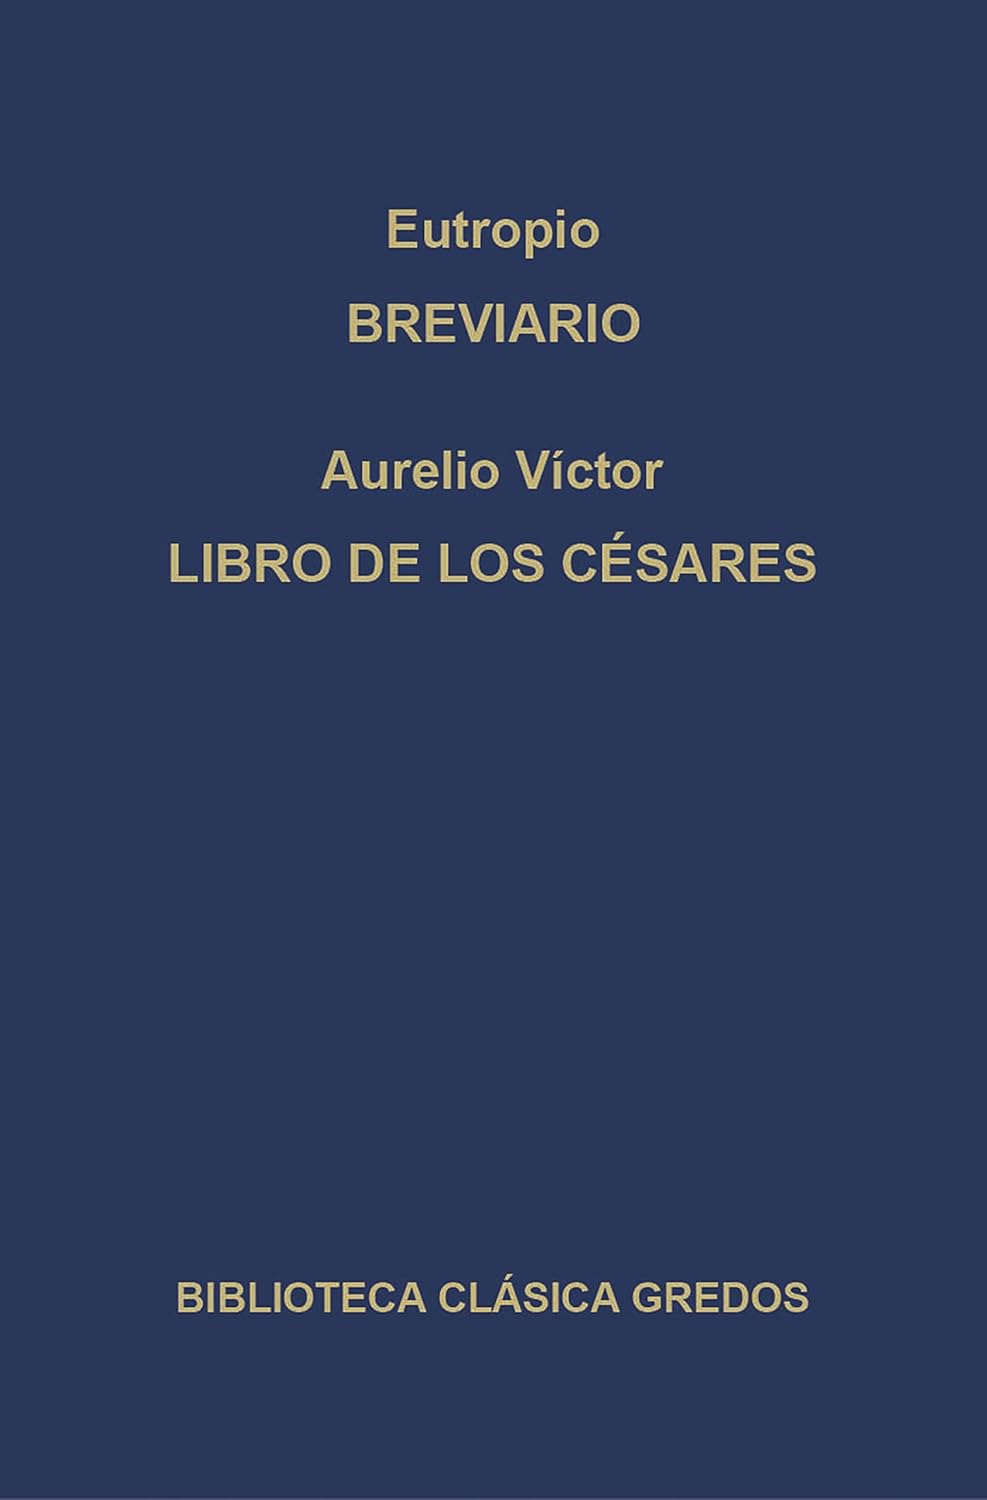 Eutropio
BREVIARIO
Aurelio Víctor
LIBRO DE LOS CÉSARES
BIBLIOTECA CLÁSICA GREDOS